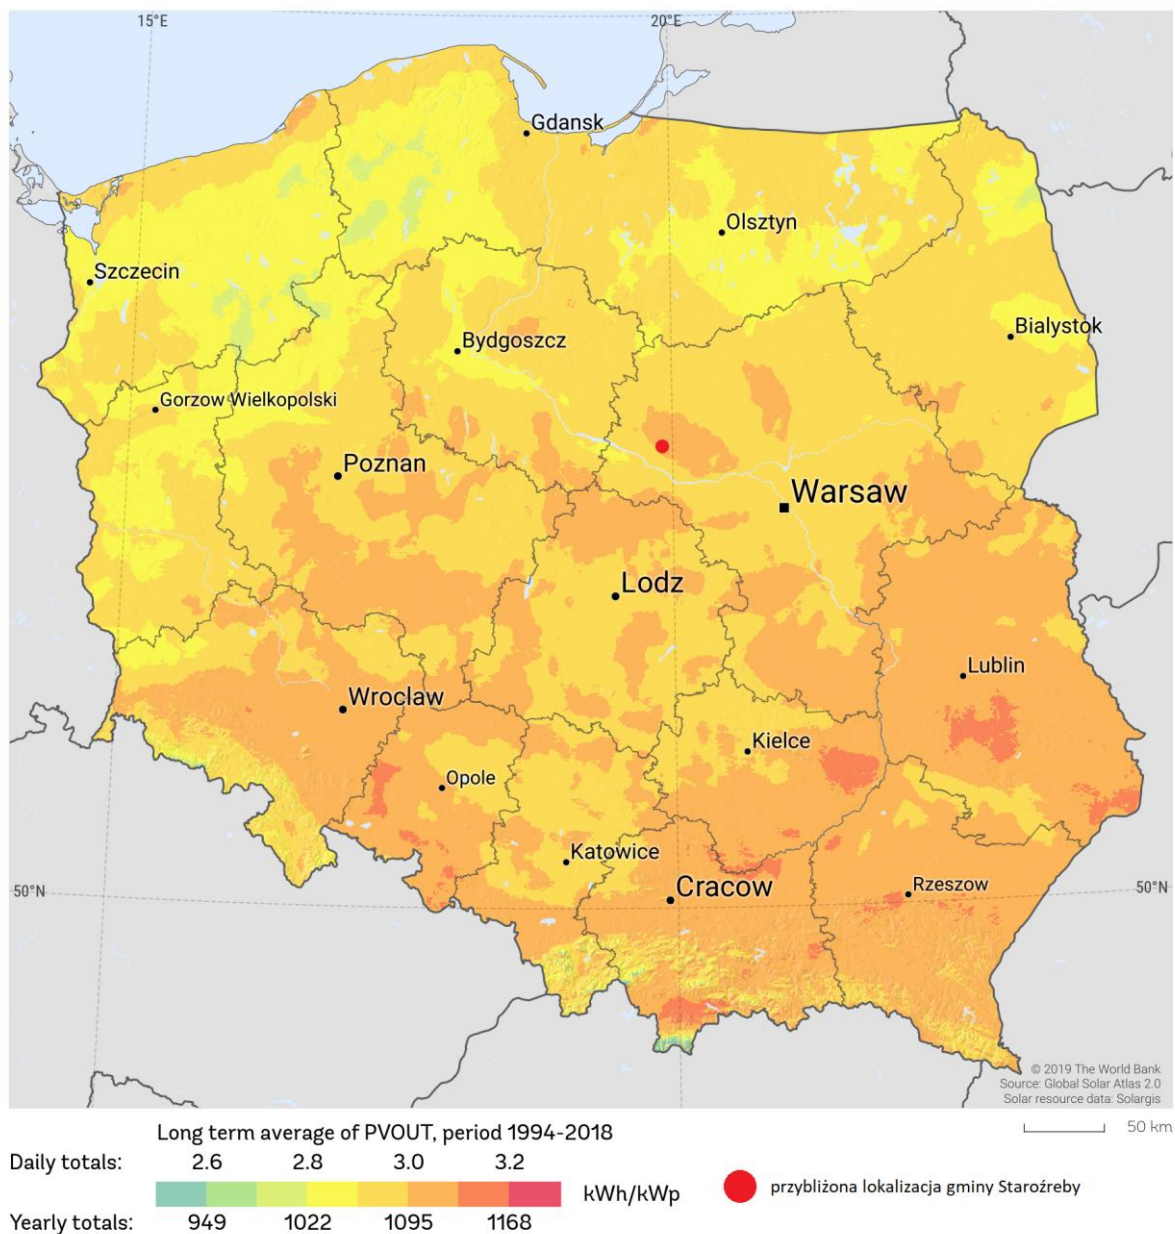 15°E
20°E
Gdansk
Olsztyn
Szczecin
Bialystok
Bydgoszcz
Gorzow Wielkopolski
Poznan
Warsaw
Lodz
Lublin
Wroclaw
Kielce
Opole
Katowice
Cracow
Rzeszow
50°N
50°N
© 2019 The World Bank
Source: Global Solar Atlas 2.0
Solar resource data: Solargis
50 km
Long term average of PVOUT, period 1994-2018
Daily totals: 2.6 2.8 3.0 3.2
kWh/kWp
Yearly totals: 949 1022 1095 1168
przybliżona lokalizacja gminy Staroźreby